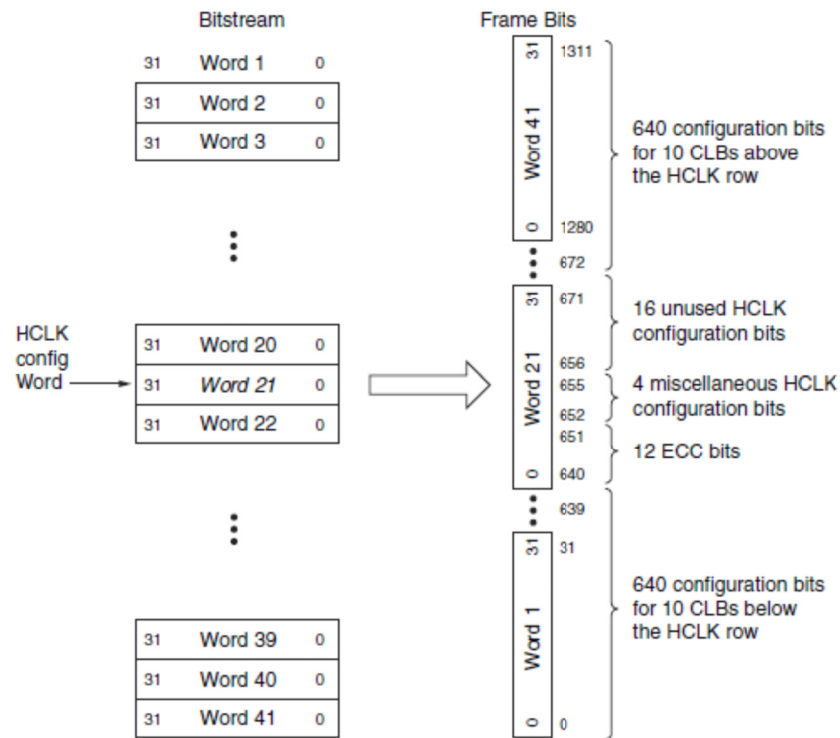 Bitstream
31 Word 1 0
31 Word 2 0
31 Word 3 0
HCLK
config
Word
31 Word 20 0
31 Word 21 0
31 Word 22 0
31 Word 39 0
31 Word 40 0
31 Word 41 0
Frame Bits
31 1311
Word 41
0 1280
672
640 configuration bits
for 10 CLBs above
the HCLK row
31 671
Word 21
656
655
652
651
0 640
16 unused HCLK
configuration bits
4 miscellaneous HCLK
configuration bits
12 ECC bits
639
31 31
Word 1
0 0
640 configuration bits
for 10 CLBs below
the HCLK row